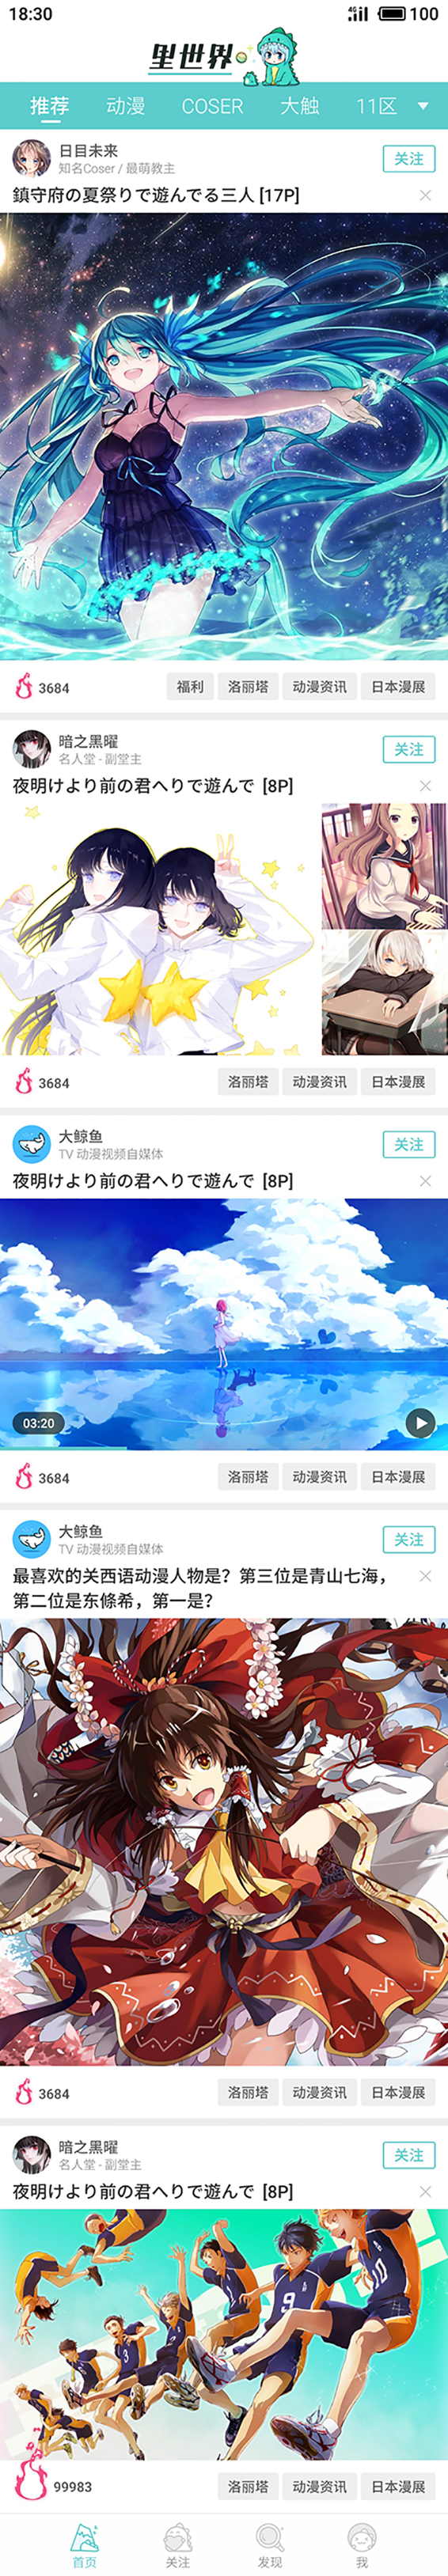 18:30
4G
100
里世界
推荐
动漫
COSER
大触
11区
日目未来
知名Coser / 最萌教主
关注
鎮守府の夏祭りで遊んでる三人 [17P]
3684
福利
洛丽塔
动漫资讯
日本漫展
暗之黑曜
名人堂 - 副堂主
关注
夜明けより前の君へりで遊んで [8P]
3684
洛丽塔
动漫资讯
日本漫展
大鲸鱼
TV 动漫视频自媒体
关注
夜明けより前の君へりで遊んで [8P]
03:20
3684
洛丽塔
动漫资讯
日本漫展
大鲸鱼
TV 动漫视频自媒体
关注
最喜欢的关西语动漫人物是？第三位是青山七海，
第二位是东條希，第一是？
3684
洛丽塔
动漫资讯
日本漫展
暗之黑曜
名人堂 - 副堂主
关注
夜明けより前の君へりで遊んで [8P]
9
10
99983
洛丽塔
动漫资讯
日本漫展
首页
关注
发现
我